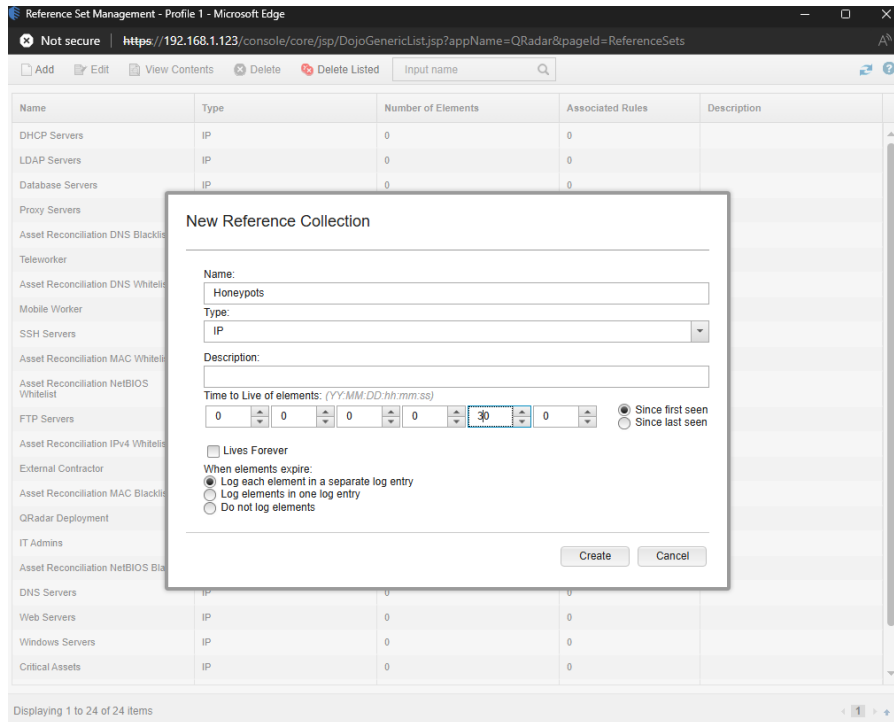 Reference Set Management - Profile 1 - Microsoft Edge
Not secure | https://192.168.1.123/console/core/jsp/DojoGenericList.jsp?appName=QRadar&pageId=ReferenceSets
Add Edit View Contents Delete Delete Listed Input name
Name Type Number of Elements Associated Rules Description
DHCP Servers IP 0 0
LDAP Servers IP 0 0
Database Servers IP 0 0
Proxy Servers
Asset Reconciliation DNS Blacklis
Teleworker
Asset Reconciliation DNS Whitelis
Mobile Worker
SSH Servers
Asset Reconciliation MAC Whitelis
Asset Reconciliation NetBIOS
Whitelist
FTP Servers
Asset Reconciliation IPv4 Whitelis
External Contractor
Asset Reconciliation MAC Blacklis
QRadar Deployment
IT Admins
Asset Reconciliation NetBIOS Bla
DNS Servers IP 0 0
Web Servers IP 0 0
Windows Servers IP 0 0
Critical Assets IP 0 0
New Reference Collection
Name:
Honeypots
Type:
IP
Description:
Time to Live of elements: (YY:MM:DD:hh:mm:ss)
0 0 0 0 30 0
Since first seen
Since last seen
Lives Forever
When elements expire:
Log each element in a separate log entry
Log elements in one log entry
Do not log elements
Create Cancel
Displaying 1 to 24 of 24 items
1